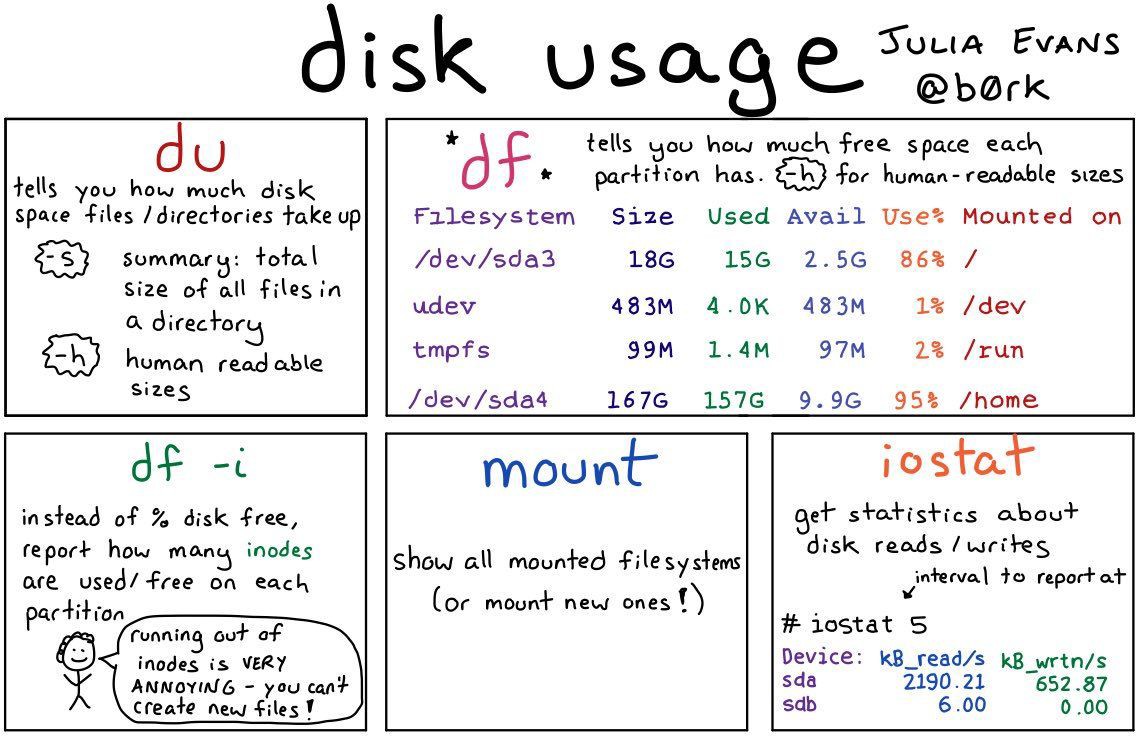 disk usage
JULIA EVANS
@b0rk
du
tells you how much disk
space files/directories take up
-s summary: total
size of all files in
a directory
-h human readable
sizes
*df*
tells you how much free space each
partition has. -h for human-readable sizes
Filesystem Size Used Avail Use% Mounted on
/dev/sda3 18G 15G 2.5G 86% /
udev 483M 4.0K 483M 1% /dev
tmpfs 99M 1.4M 97M 2% /run
/dev/sda4 167G 157G 9.9G 95% /home
df -i
instead of % disk free,
report how many inodes
are used/free on each
partition
running out of
inodes is VERY
ANNOYING - you can't
create new files!
mount
show all mounted filesystems
(or mount new ones!)
iostat
get statistics about
disk reads/writes
interval to report at
# iostat 5
Device: kB_read/s kB_wrtn/s
sda 2190.21 652.87
sdb 6.00 0.00